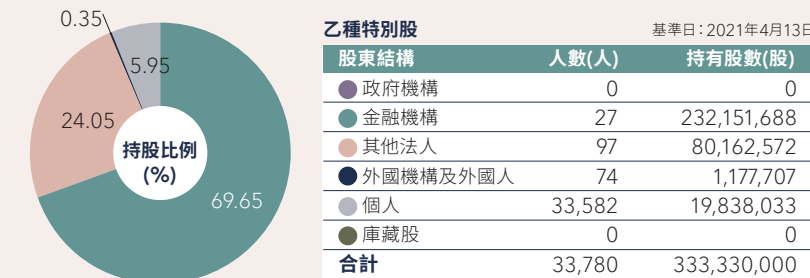 0.35
5.95
24.05
持股比例
(%)
69.65
乙種特別股 基準日：2021年4月13日
股東結構 人數(人) 持有股數(股)
政府機構 0 0
金融機構 27 232,151,688
其他法人 97 80,162,572
外國機構及外國人 74 1,177,707
個人 33,582 19,838,033
庫藏股 0 0
合計 33,780 333,330,000